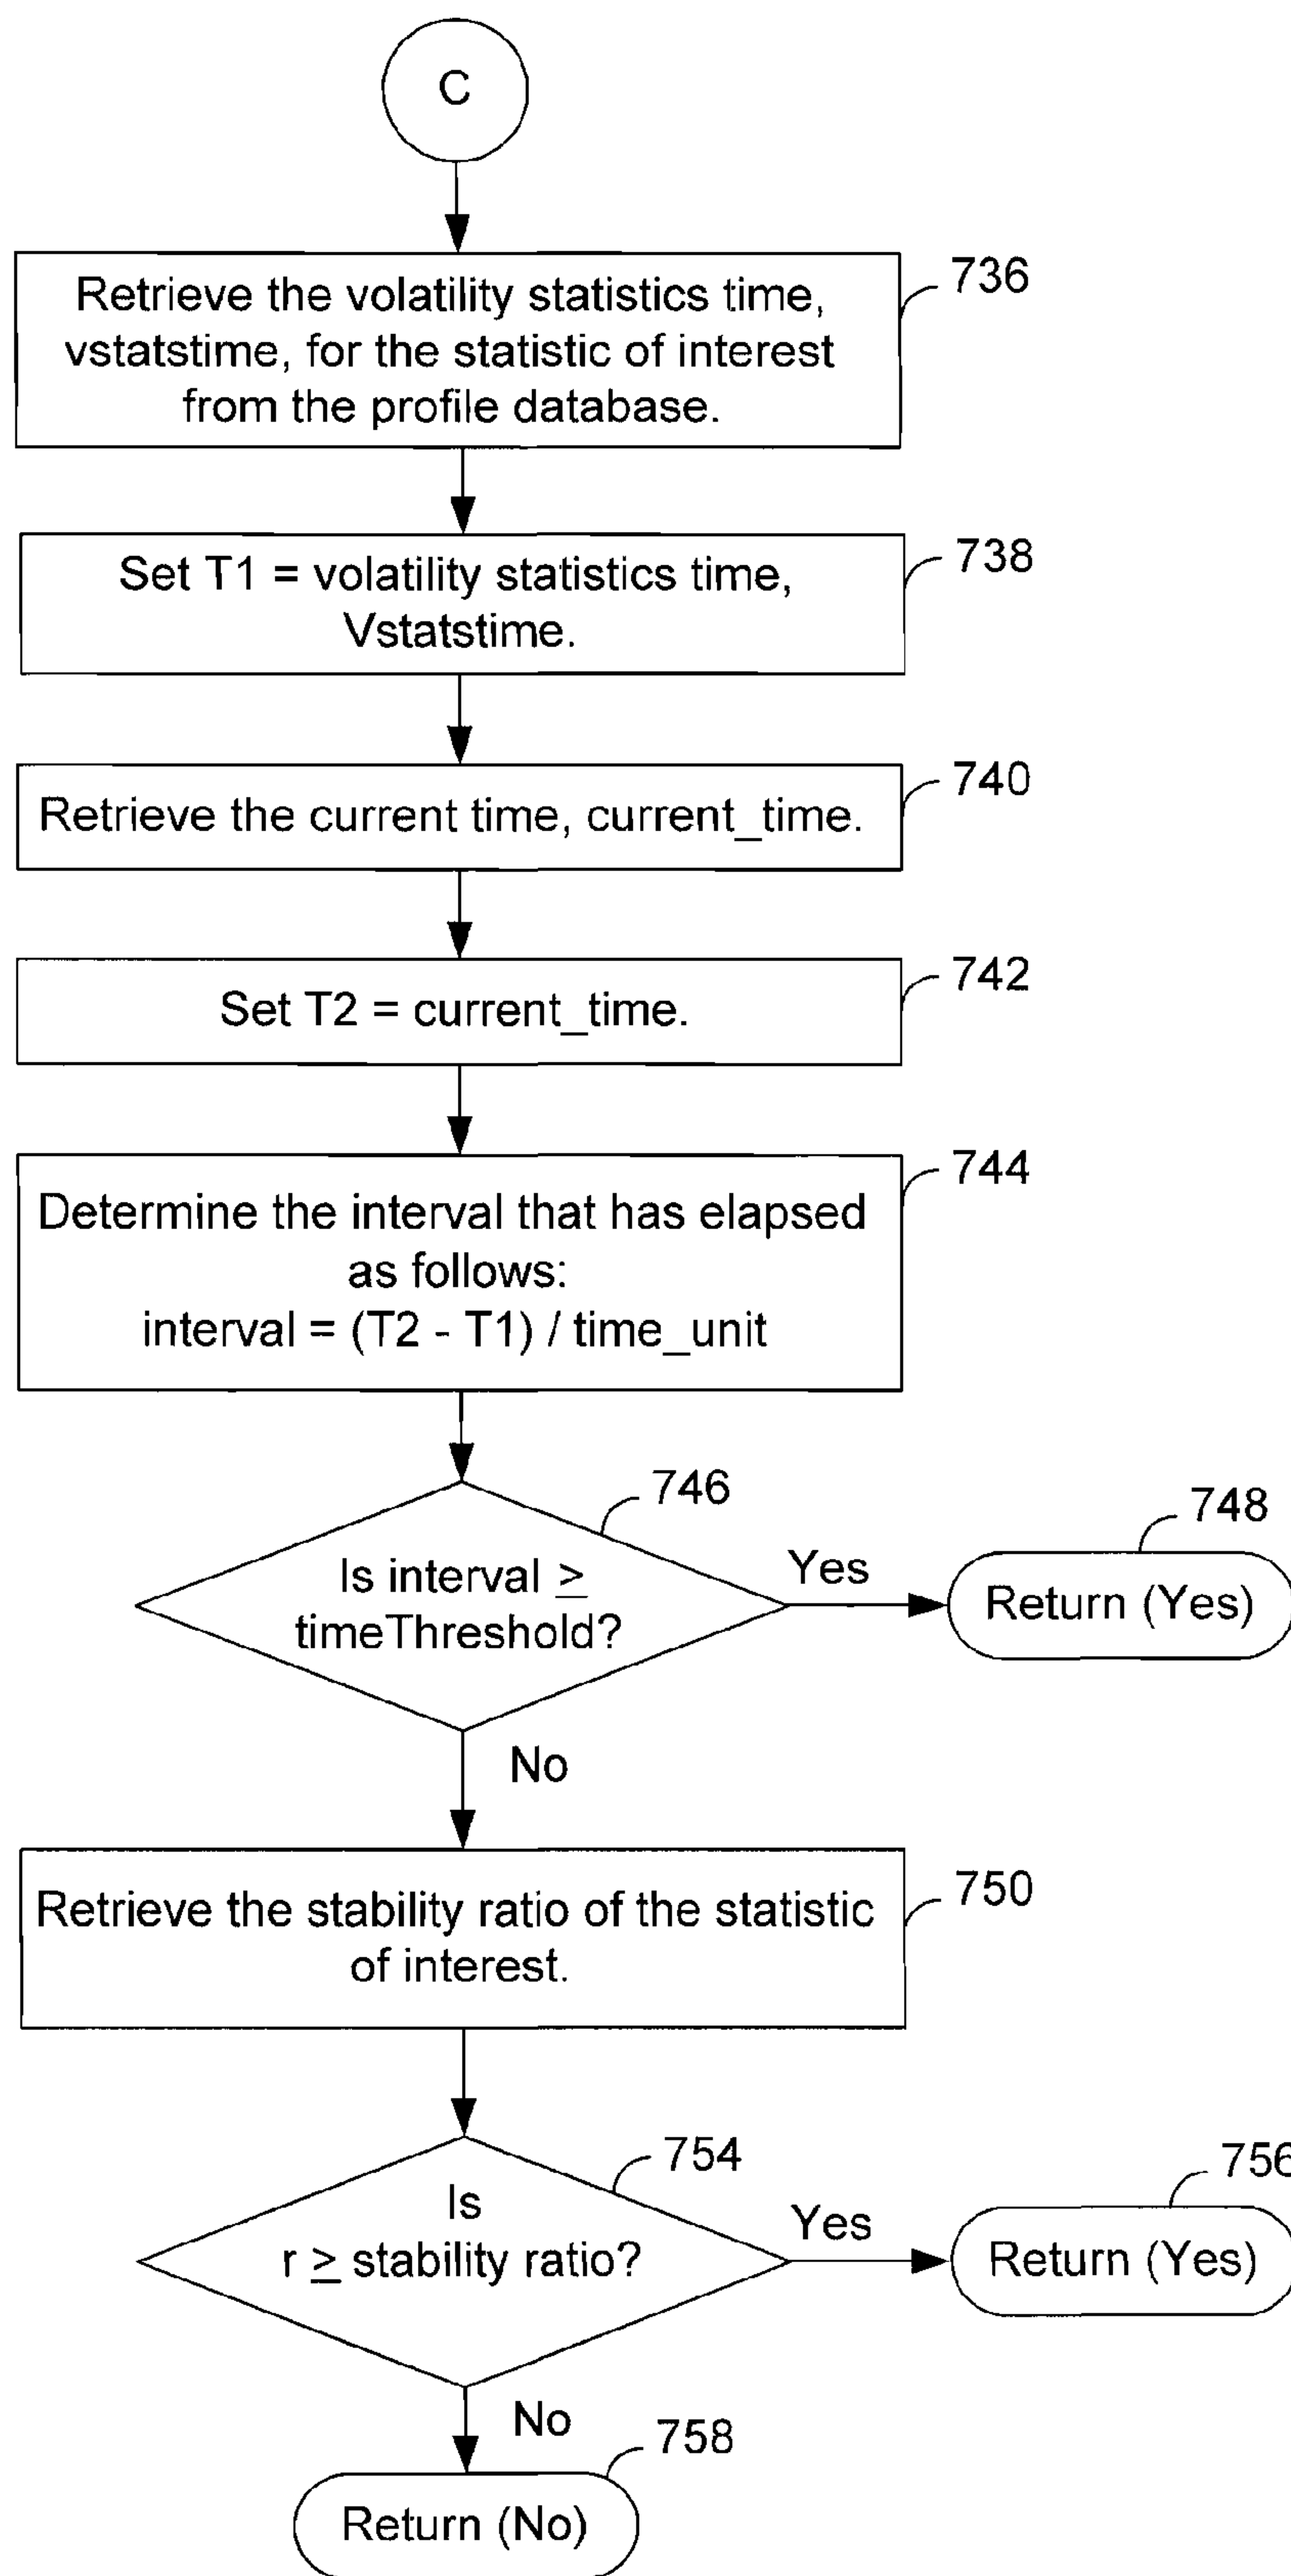 C
Retrieve the volatility statistics time,
vstatstime, for the statistic of interest
from the profile database.
736
Set T1 = volatility statistics time,
Vstatstime.
738
Retrieve the current time, current_time.
740
Set T2 = current_time.
742
Determine the interval that has elapsed
as follows:
interval = (T2 - T1) / time_unit
744
Is interval ≥
timeThreshold?
746
Yes
748
Return (Yes)
No
Retrieve the stability ratio of the statistic
of interest.
750
Is
r ≥ stability ratio?
754
Yes
756
Return (Yes)
No
758
Return (No)